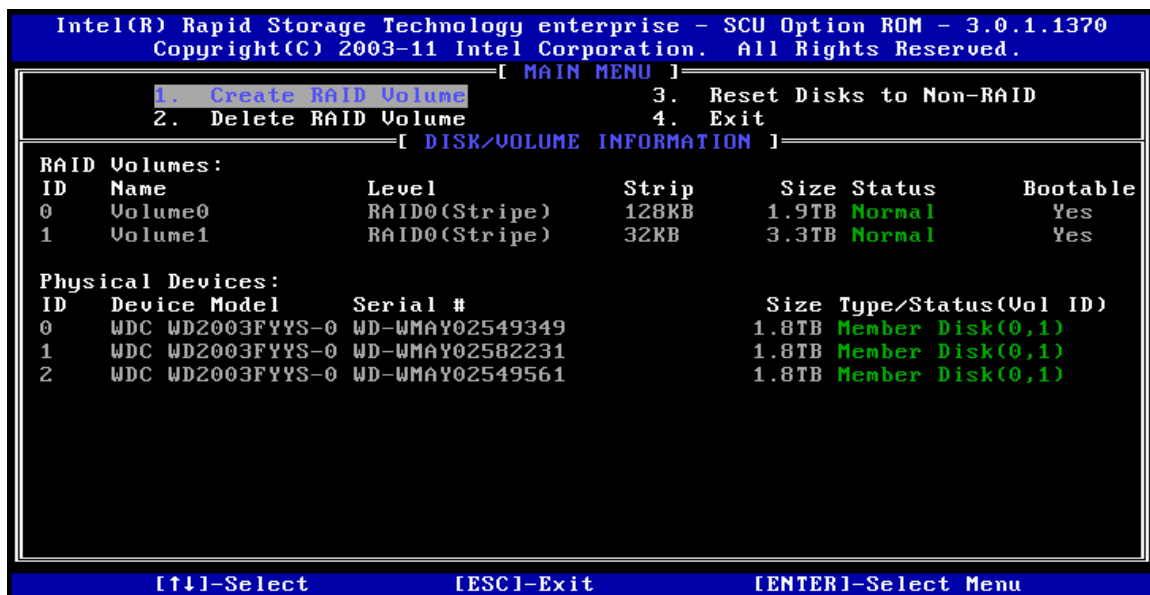 Intel(R) Rapid Storage Technology enterprise - SCU Option ROM - 3.0.1.1370
Copyright(C) 2003-11 Intel Corporation. All Rights Reserved.
[ MAIN MENU ]
1. Create RAID Volume 3. Reset Disks to Non-RAID
2. Delete RAID Volume 4. Exit
[ DISK/VOLUME INFORMATION ]
RAID Volumes:
ID Name Level Strip Size Status Bootable
0 Volume0 RAID0(Stripe) 128KB 1.9TB Normal Yes
1 Volume1 RAID0(Stripe) 32KB 3.3TB Normal Yes
Physical Devices:
ID Device Model Serial # Size Type/Status(Vol ID)
0 WDC WD2003FYYS-0 WD-WMAY02549349 1.8TB Member Disk(0,1)
1 WDC WD2003FYYS-0 WD-WMAY02582231 1.8TB Member Disk(0,1)
2 WDC WD2003FYYS-0 WD-WMAY02549561 1.8TB Member Disk(0,1)
[↑↓]-Select [ESC]-Exit [ENTER]-Select Menu